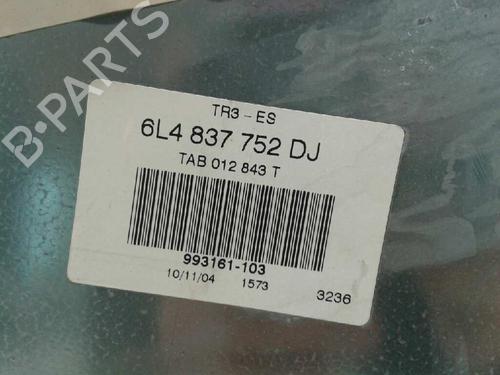 B-PARTS
TR3-ES
6L4 837 752 DJ
TAB 012 843 T
993161-103
10/11/04 1573 3236